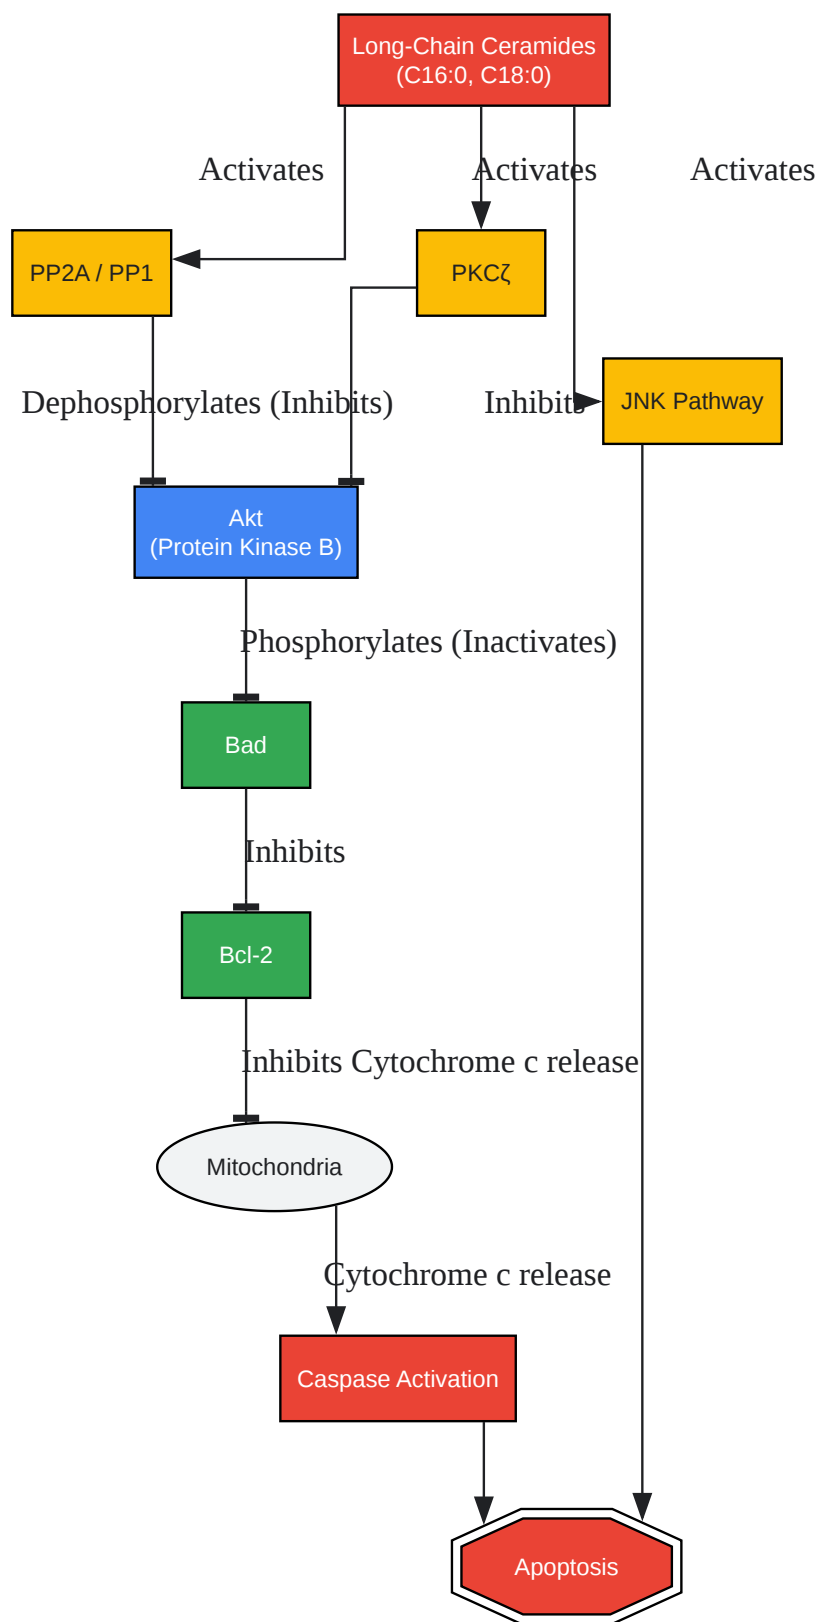 Long-Chain Ceramides
(C16:0, C18:0)
Activates
Activates
Activates
PP2A / PP1
PKCζ
Dephosphorylates (Inhibits)
Inhibits
JNK Pathway
Akt
(Protein Kinase B)
Phosphorylates (Inactivates)
Bad
Inhibits
Bcl-2
Inhibits Cytochrome c release
Mitochondria
Cytochrome c release
Caspase Activation
Apoptosis